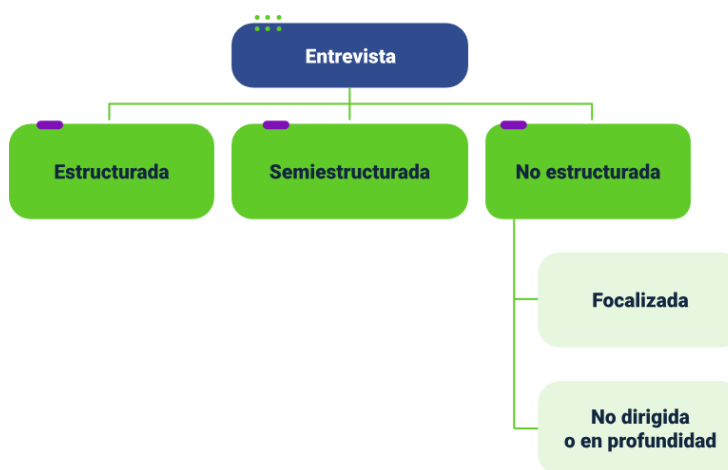 Entrevista
Estructurada
Semiestructurada
No estructurada
Focalizada
No dirigida
o en profundidad